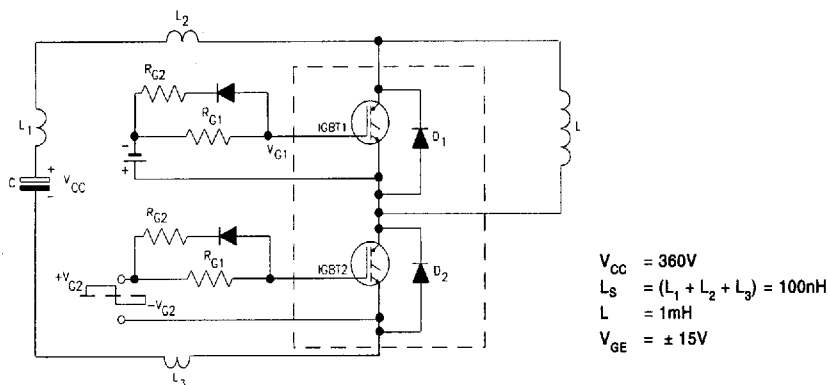 L2
RG2
RG1
IGBT1
VG1
D1
L
L1
-
+
C
+
VCC
-
RG2
RG1
IGBT2
D2
+VG2
-VG2
L3
VCC = 360V
LS = (L1 + L2 + L3) = 100nH
L = 1mH
VGE = ± 15V